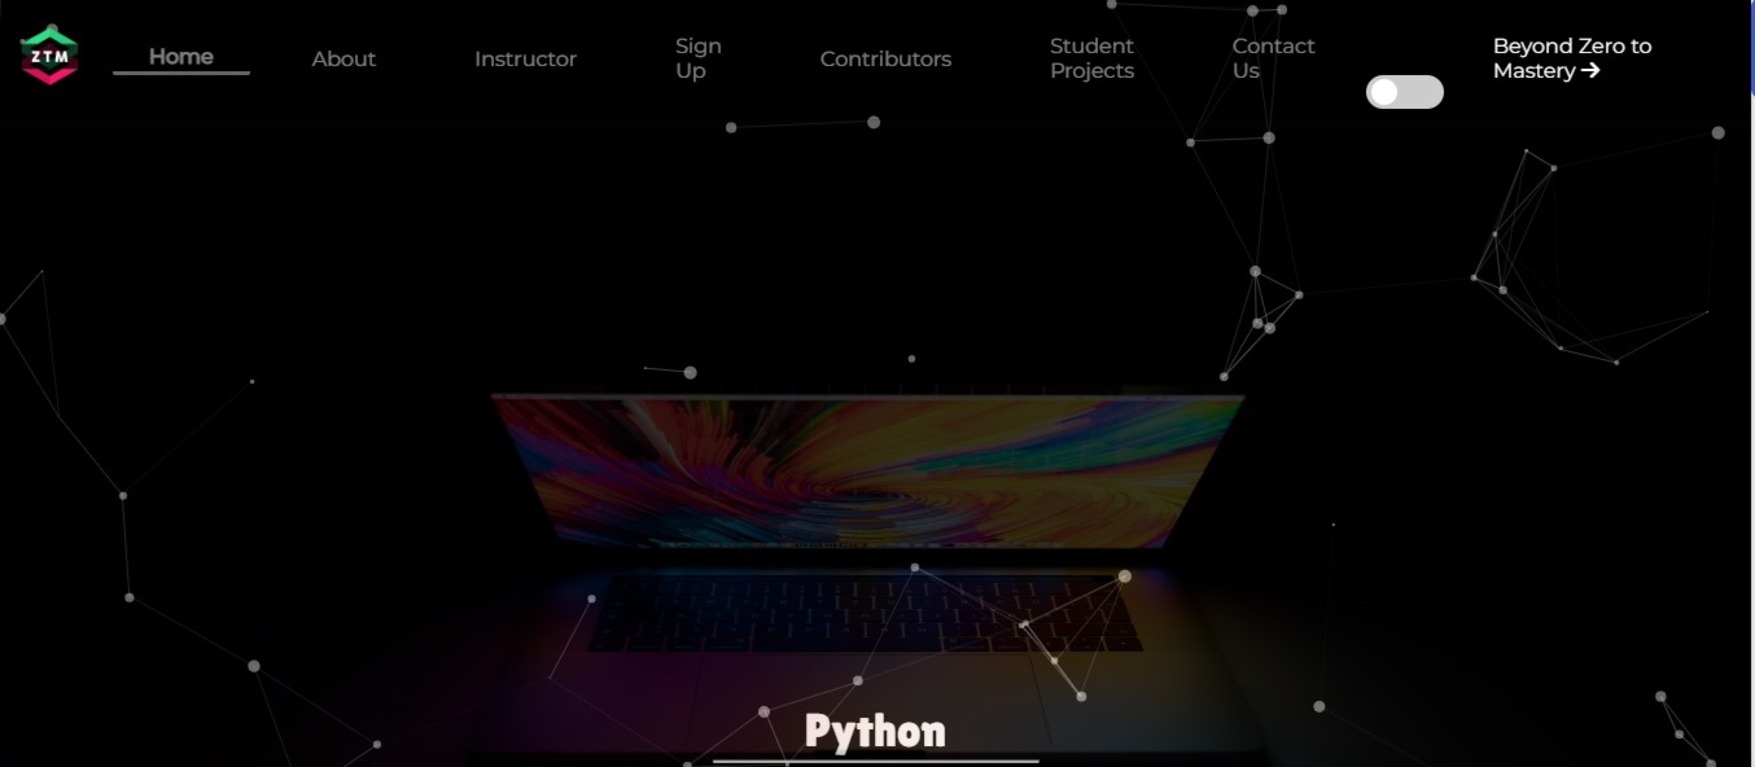 ZTM
Home
About
Instructor
Sign
Up
Contributors
Student
Projects
Contact
Us
Beyond Zero to
Mastery →
Python